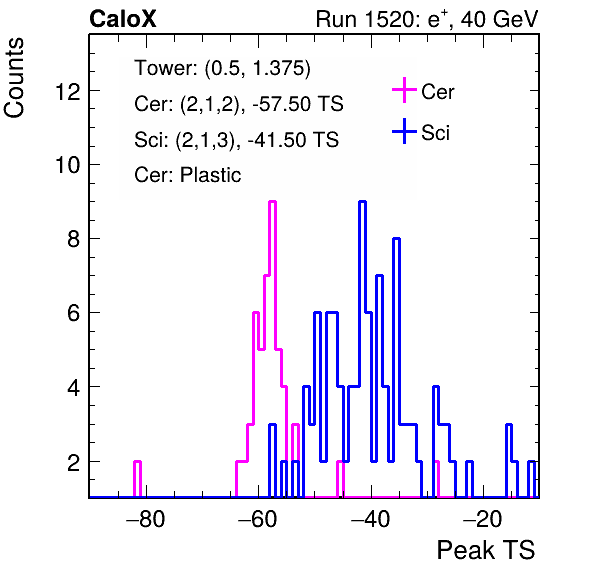 CaloX Run 1520: e⁺, 40 GeV
Counts
Tower: (0.5, 1.375)
Cer: (2,1,2), -57.50 TS
Sci: (2,1,3), -41.50 TS
Cer: Plastic
Cer
Sci
12
10
8
6
4
2
−80 −60 −40 −20
Peak TS